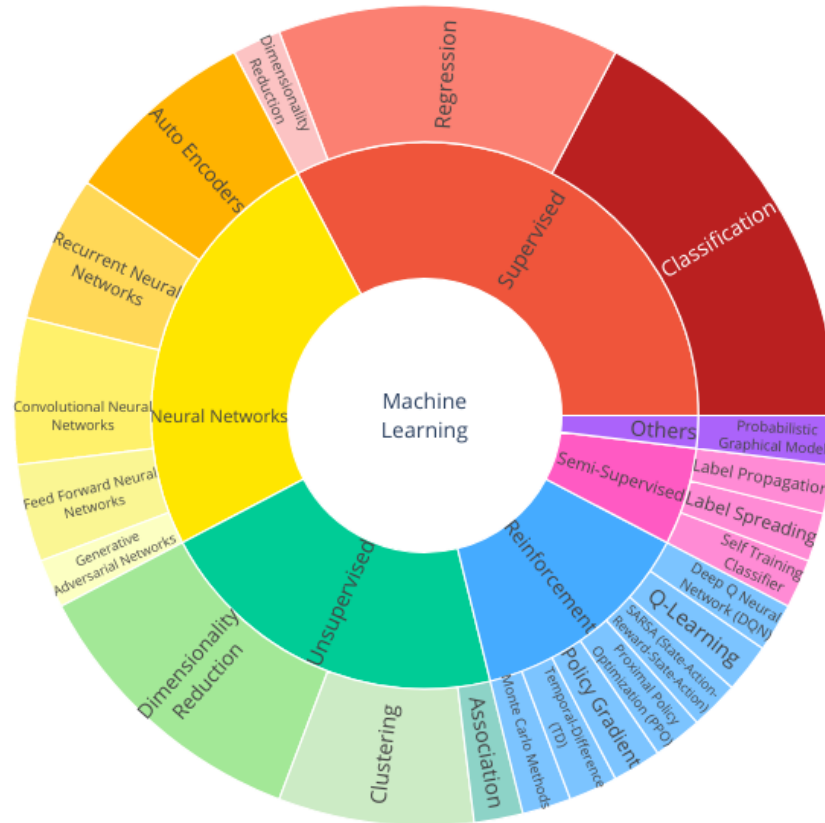 Machine
Learning
Supervised
Classification
Regression
Dimensionality
Reduction
Neural Networks
Auto Encoders
Recurrent Neural
Networks
Convolutional Neural
Networks
Feed Forward Neural
Networks
Generative
Adversarial Networks
Unsupervised
Dimensionality
Reduction
Clustering
Association
Reinforcement
Monte Carlo Methods
Temporal-Difference
(TD)
Policy Gradient
Proximal Policy
Optimization (PPO)
SARSA (State-Action-
Reward-State-Action)
Q-Learning
Deep Q Neural
Network (DQN)
Semi-Supervised
Self Training
Classifier
Label Spreading
Label Propagation
Others
Probabilistic
Graphical Model